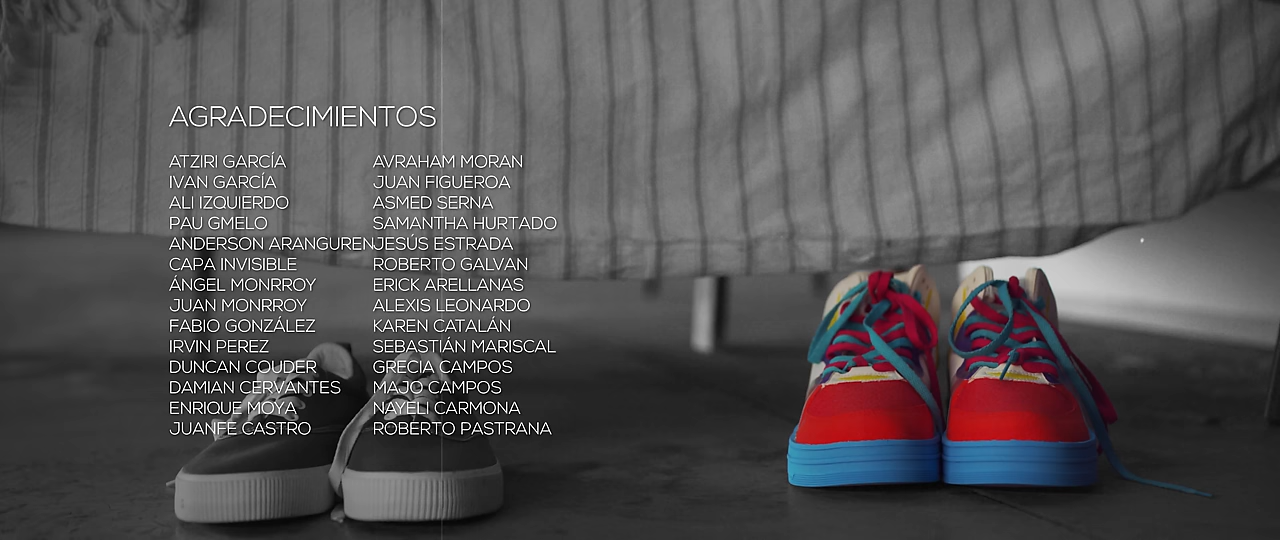 AGRADECIMIENTOS
ATZIRI GARCÍA
IVAN GARCÍA
ALI IZQUIERDO
PAU GMELO
ANDERSON ARANGUREN
CAPA INVISIBLE
ÁNGEL MONRROY
JUAN MONRROY
FABIO GONZÁLEZ
IRVIN PEREZ
DUNCAN COUDER
DAMIAN CERVANTES
ENRIQUE MOYA
JUANFE CASTRO
AVRAHAM MORAN
JUAN FIGUEROA
ASMED SERNA
SAMANTHA HURTADO
JESÚS ESTRADA
ROBERTO GALVAN
ERICK ARELLANAS
ALEXIS LEONARDO
KAREN CATALÁN
SEBASTIÁN MARISCAL
GRECIA CAMPOS
MAJO CAMPOS
NAYELI CARMONA
ROBERTO PASTRANA